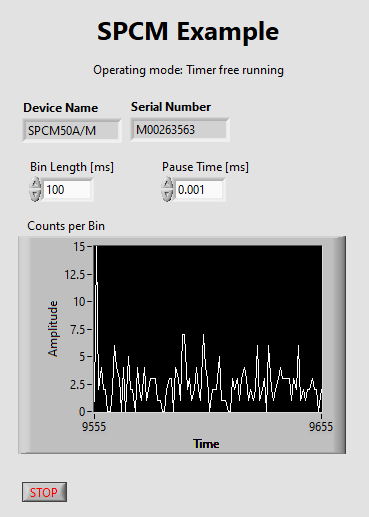 SPCM Example
Operating mode: Timer free running
Device Name
Serial Number
SPCM50A/M
M00263563
Bin Length [ms]
Pause Time [ms]
100
0.001
Counts per Bin
15
12.5
10
7.5
5
2.5
0
Amplitude
9555
9655
Time
STOP